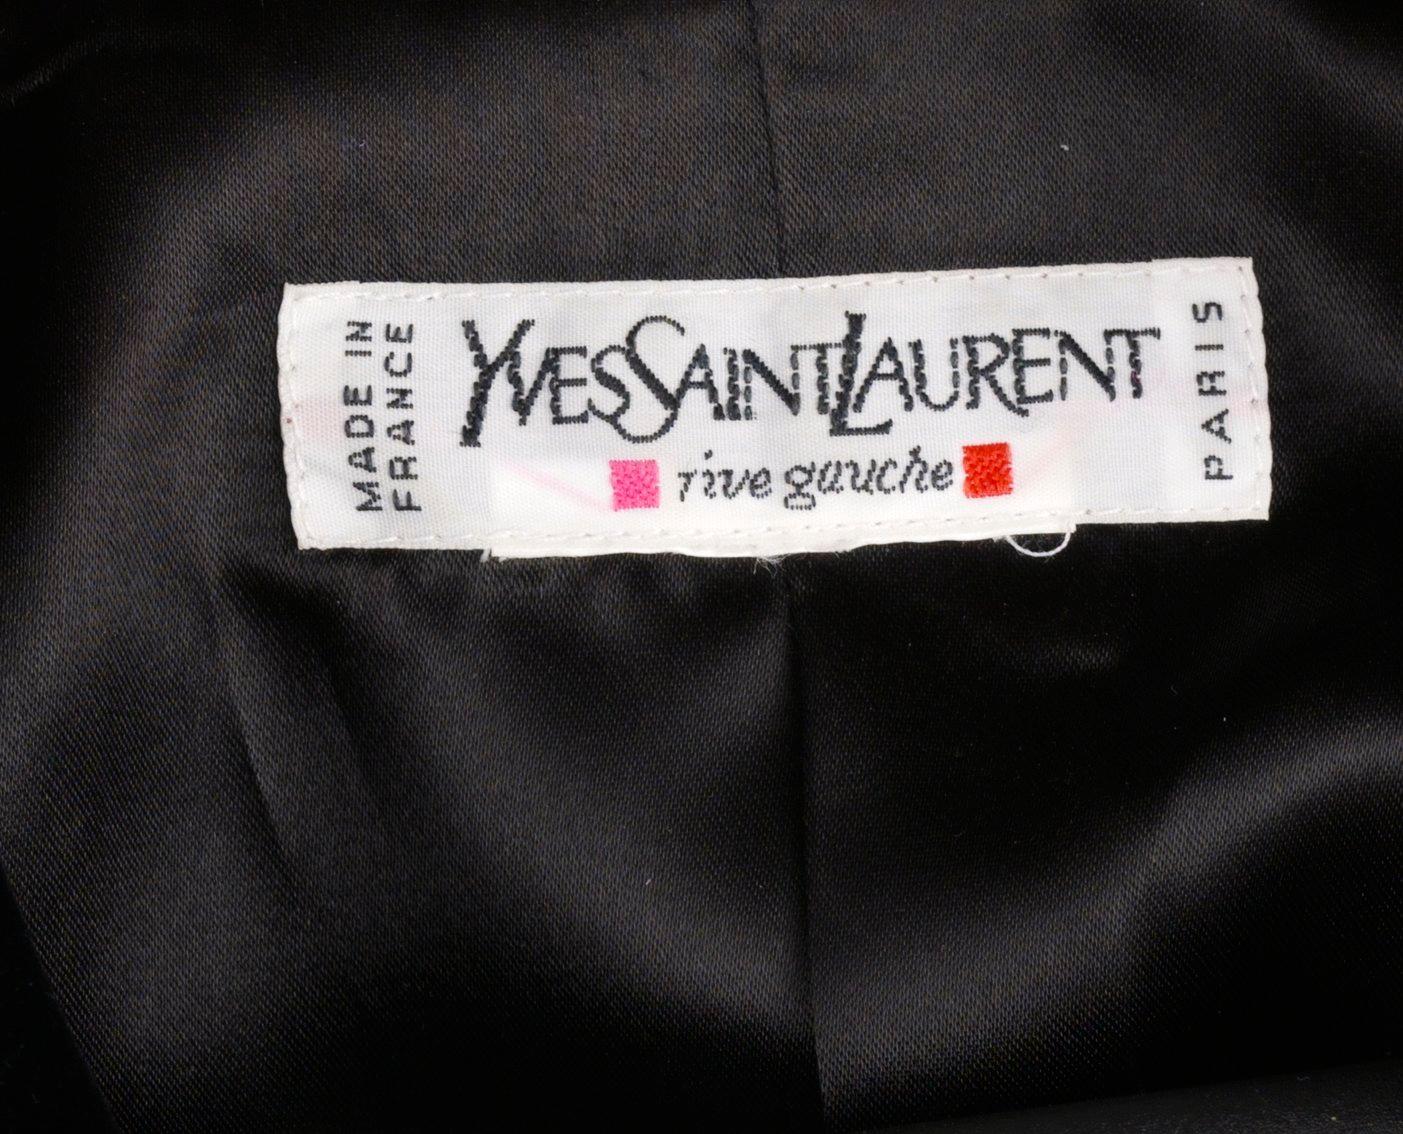 MADE IN
FRANCE
YVESSAINTLAURENT
rive gauche
PARIS